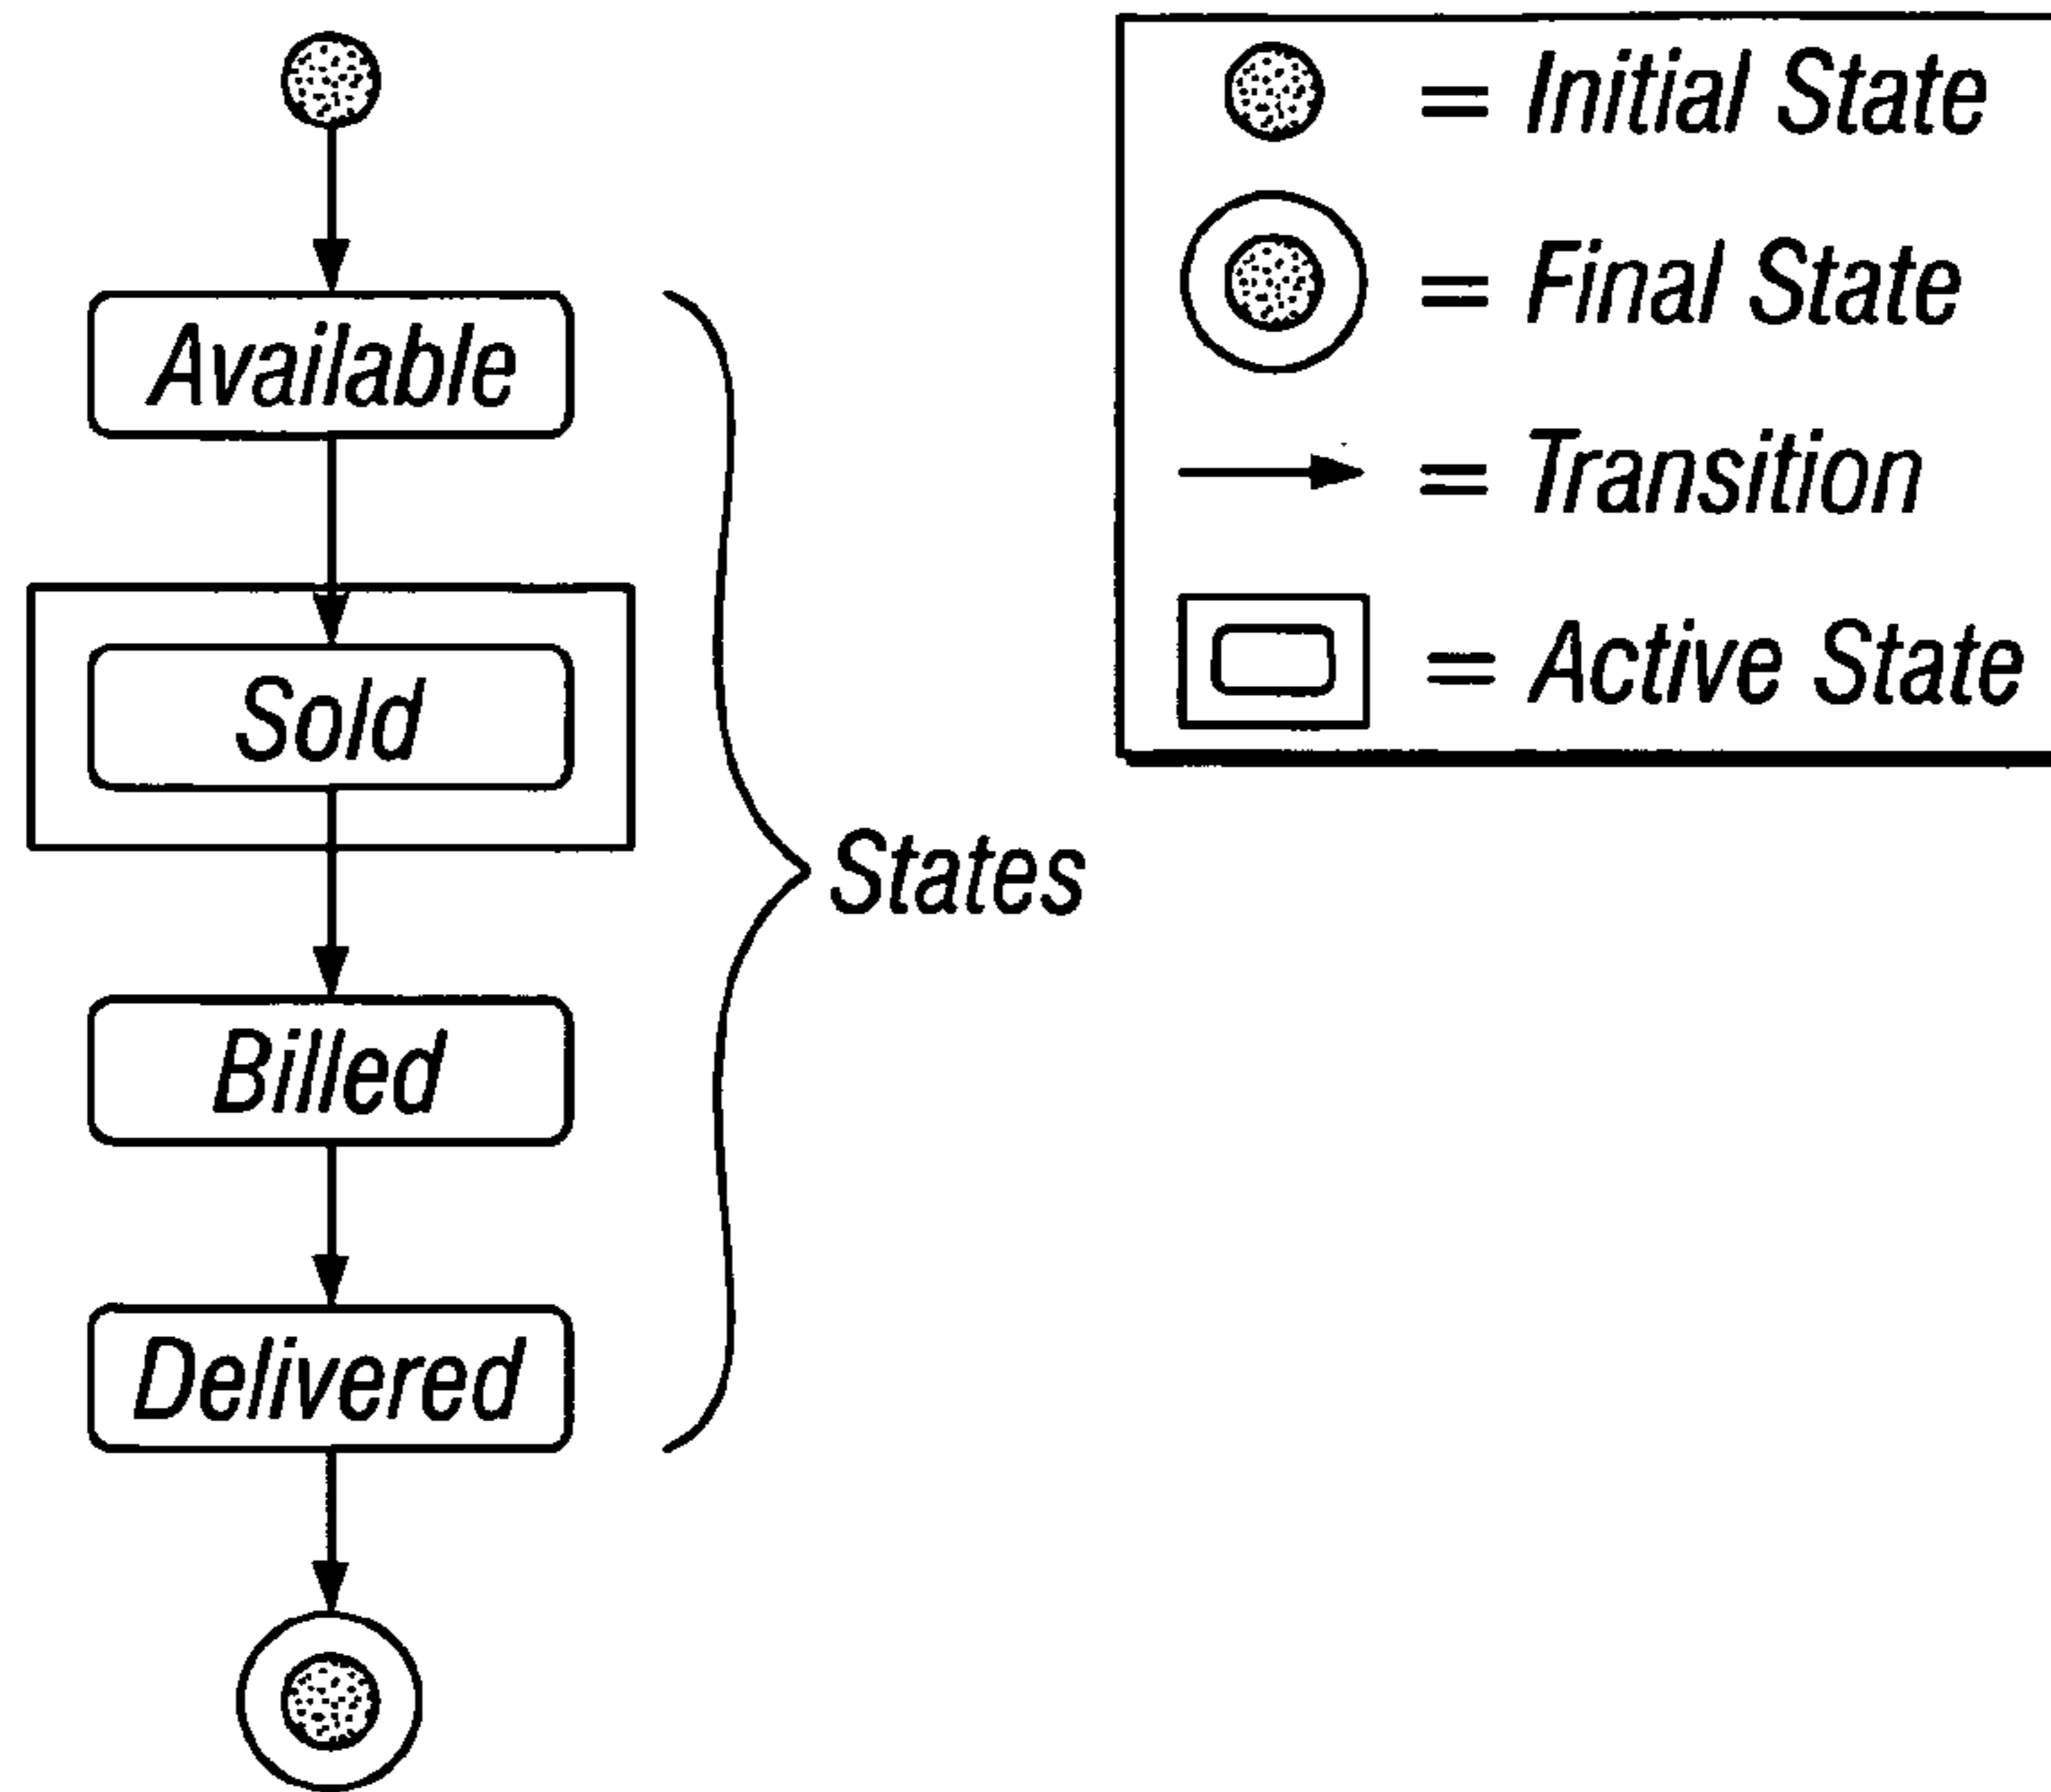 Available
Sold
Billed
Delivered
States
= Initial State
= Final State
= Transition
= Active State